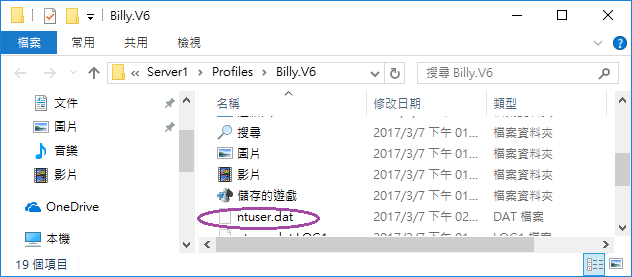 Billy.V6
檔案 常用 共用 檢視
« Server1 > Profiles > Billy.V6 搜尋 Billy.V6
文件
圖片
音樂
影片
OneDrive
本機
名稱 修改日期 類型
搜尋 2017/3/7 下午 01... 檔案資料夾
圖片 2017/3/7 下午 01... 檔案資料夾
影片 2017/3/7 下午 01... 檔案資料夾
儲存的遊戲 2017/3/7 下午 01... 檔案資料夾
ntuser.dat 2017/3/7 下午 02... DAT 檔案
19 個項目